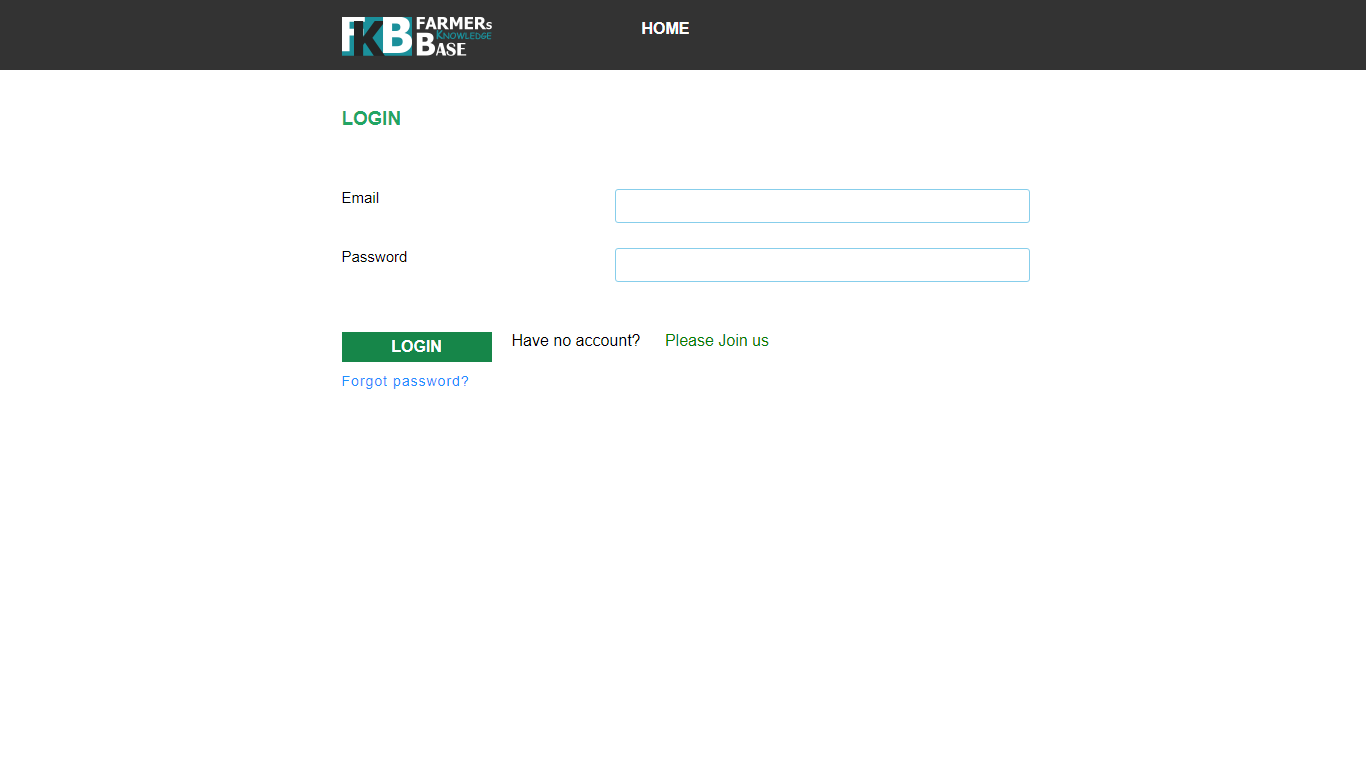 FKB FARMERs
KNOWLEDGE
BASE
HOME
LOGIN
Email
Password
LOGIN Have no account? Please Join us
Forgot password?